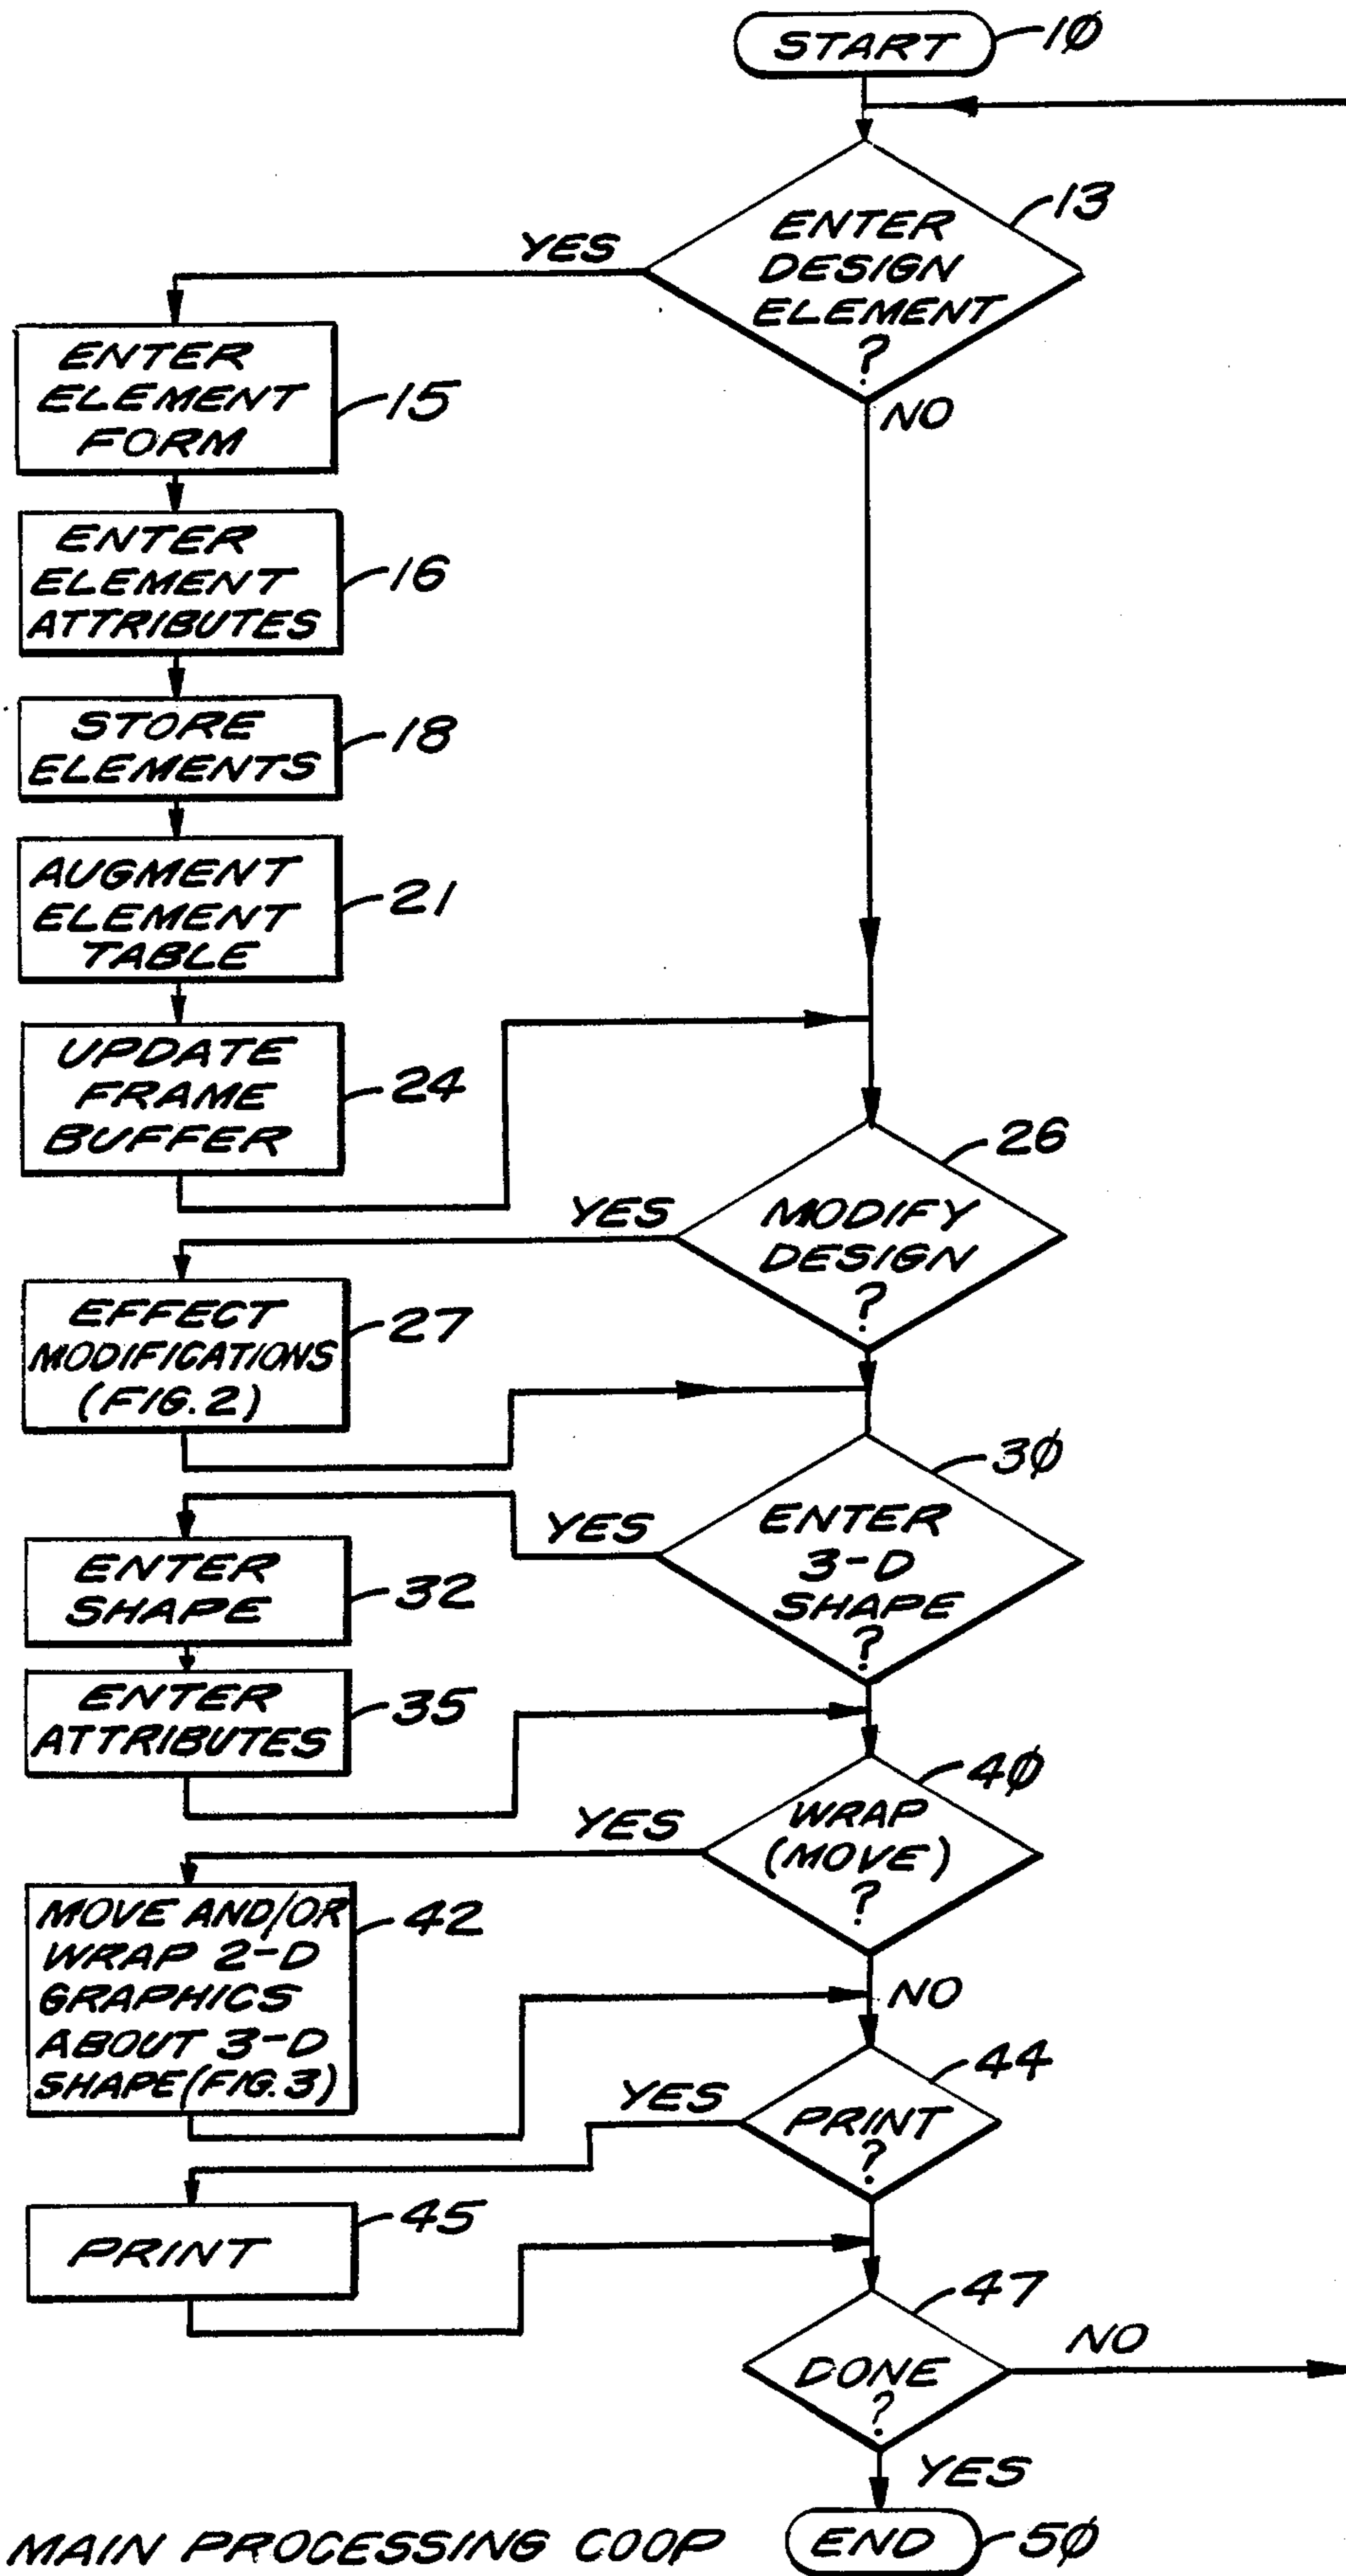 START
10
ENTER
DESIGN
ELEMENT
?
13
YES
NO
ENTER
ELEMENT
FORM
15
ENTER
ELEMENT
ATTRIBUTES
16
STORE
ELEMENTS
18
AUGMENT
ELEMENT
TABLE
21
UPDATE
FRAME
BUFFER
24
MODIFY
DESIGN
?
26
YES
EFFECT
MODIFICATIONS
(FIG. 2)
27
ENTER
3-D
SHAPE
?
30
YES
ENTER
SHAPE
32
ENTER
ATTRIBUTES
35
WRAP
(MOVE)
?
40
YES
NO
MOVE AND/OR
WRAP 2-D
GRAPHICS
ABOUT 3-D
SHAPE (FIG. 3)
42
PRINT
?
44
YES
PRINT
45
DONE
?
47
NO
YES
END
50
MAIN PROCESSING COOP